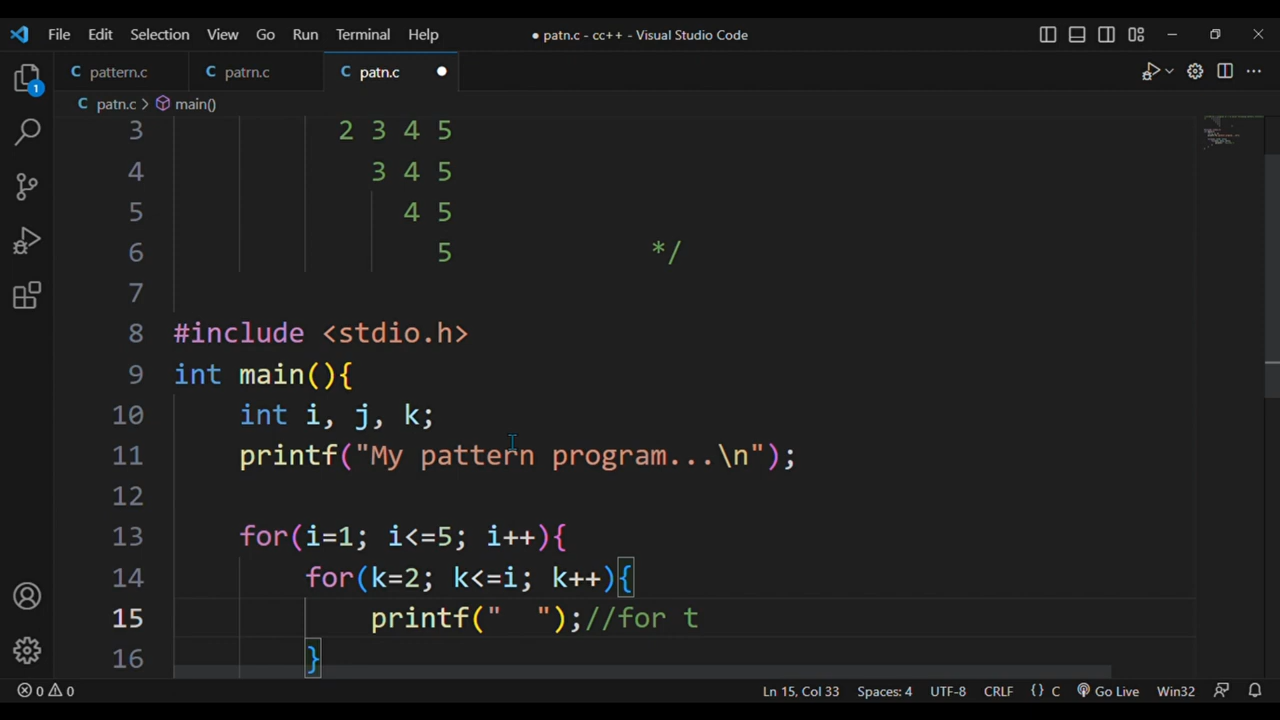 File Edit Selection View Go Run Terminal Help ● patn.c - cc++ - Visual Studio Code
C pattern.c C patrn.c C patn.c ●
C patn.c > main()
3 2 3 4 5
4 3 4 5
5 4 5
6 5 */
7
8 #include <stdio.h>
9 int main(){
10 int i, j, k;
11 printf("My pattern program...\n");
12
13 for(i=1; i<=5; i++){
14 for(k=2; k<=i; k++){
15 printf("  ");//for t
16 }
1
0 0 Ln 15, Col 33 Spaces: 4 UTF-8 CRLF {} C Go Live Win32